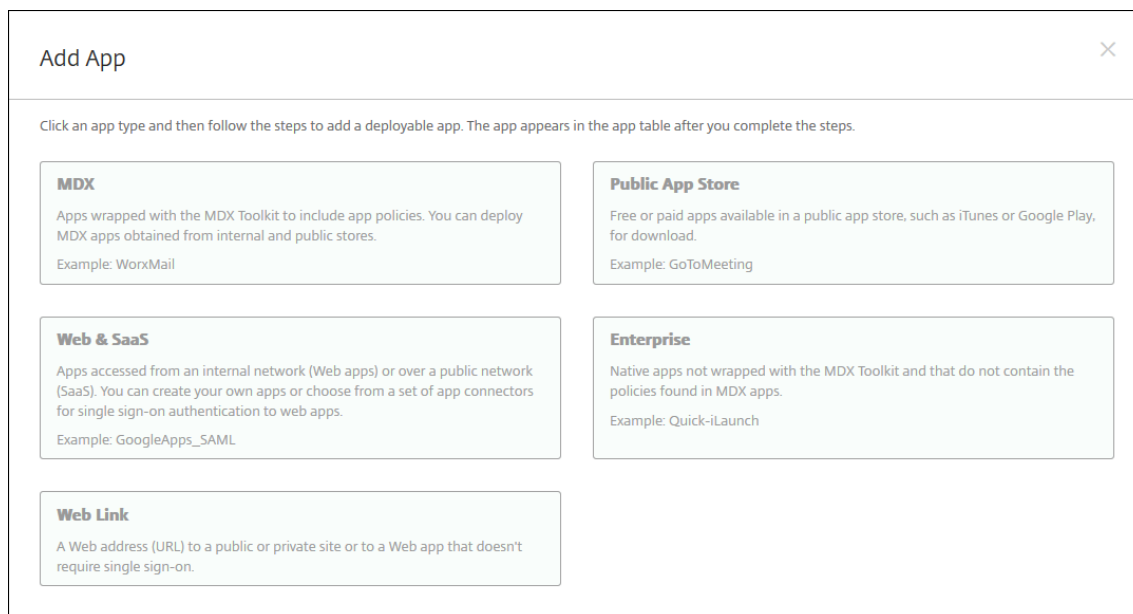 Add App
Click an app type and then follow the steps to add a deployable app. The app appears in the app table after you complete the steps.
MDX
Apps wrapped with the MDX Toolkit to include app policies. You can deploy
MDX apps obtained from internal and public stores.
Example: WorxMail
Public App Store
Free or paid apps available in a public app store, such as iTunes or Google Play,
for download.
Example: GoToMeeting
Web & SaaS
Apps accessed from an internal network (Web apps) or over a public network
(SaaS). You can create your own apps or choose from a set of app connectors
for single sign-on authentication to web apps.
Example: GoogleApps_SAML
Enterprise
Native apps not wrapped with the MDX Toolkit and that do not contain the
policies found in MDX apps.
Example: Quick-iLaunch
Web Link
A Web address (URL) to a public or private site or to a Web app that doesn't
require single sign-on.